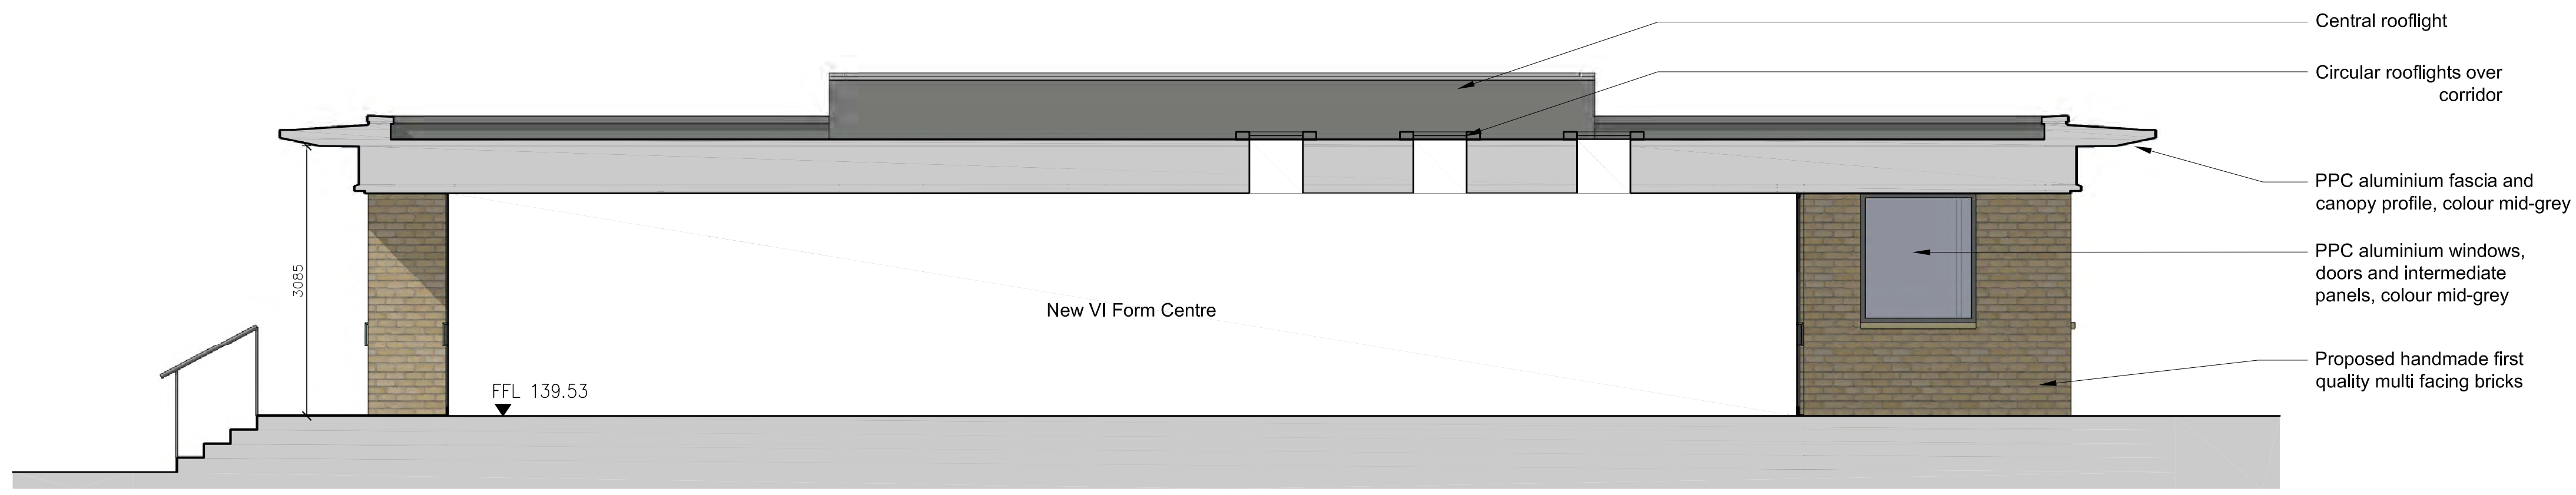 Central rooflight
Circular rooflights over
corridor
PPC aluminium fascia and
canopy profile, colour mid-grey
PPC aluminium windows,
doors and intermediate
panels, colour mid-grey
3085
New VI Form Centre
Proposed handmade first
quality multi facing bricks
FFL 139.53